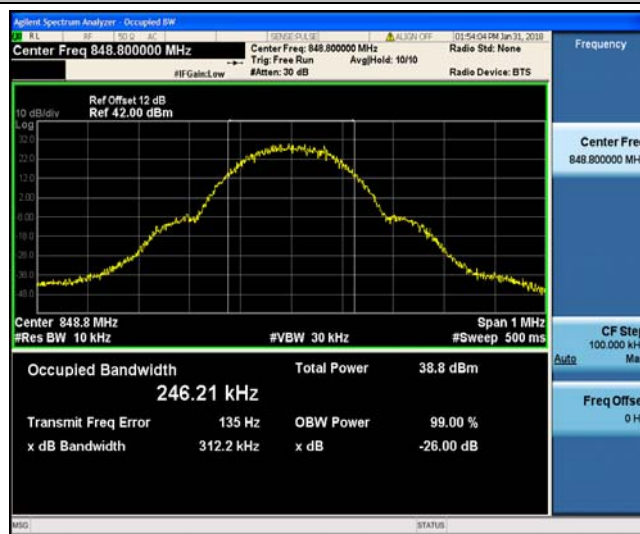 Agilent Spectrum Analyzer - Occupied BW
RL RF 50 Ω AC SENSE:PULSE ALIGN OFF 01:54:04 PM Jan 31, 2018
Center Freq 848.800000 MHz
Center Freq: 848.800000 MHz
Radio Std: None
Trig: Free Run Avg|Hold: 10/10
#IFGain:Low #Atten: 30 dB Radio Device: BTS
Frequency
Ref Offset 12 dB
10 dB/div Ref 42.00 dBm
Log
32.0
22.0
12.0
2.00
-8.00
-18.0
-28.0
-38.0
-48.0
Center Fre
848.800000 MH
Center 848.8 MHz Span 1 MHz
#Res BW 10 kHz #VBW 30 kHz #Sweep 500 ms
CF Step
100.000 kH
Auto Ma
Occupied Bandwidth Total Power 38.8 dBm
246.21 kHz
Transmit Freq Error 135 Hz OBW Power 99.00 %
x dB Bandwidth 312.2 kHz x dB -26.00 dB
Freq Offse
0 H
MSG STATUS